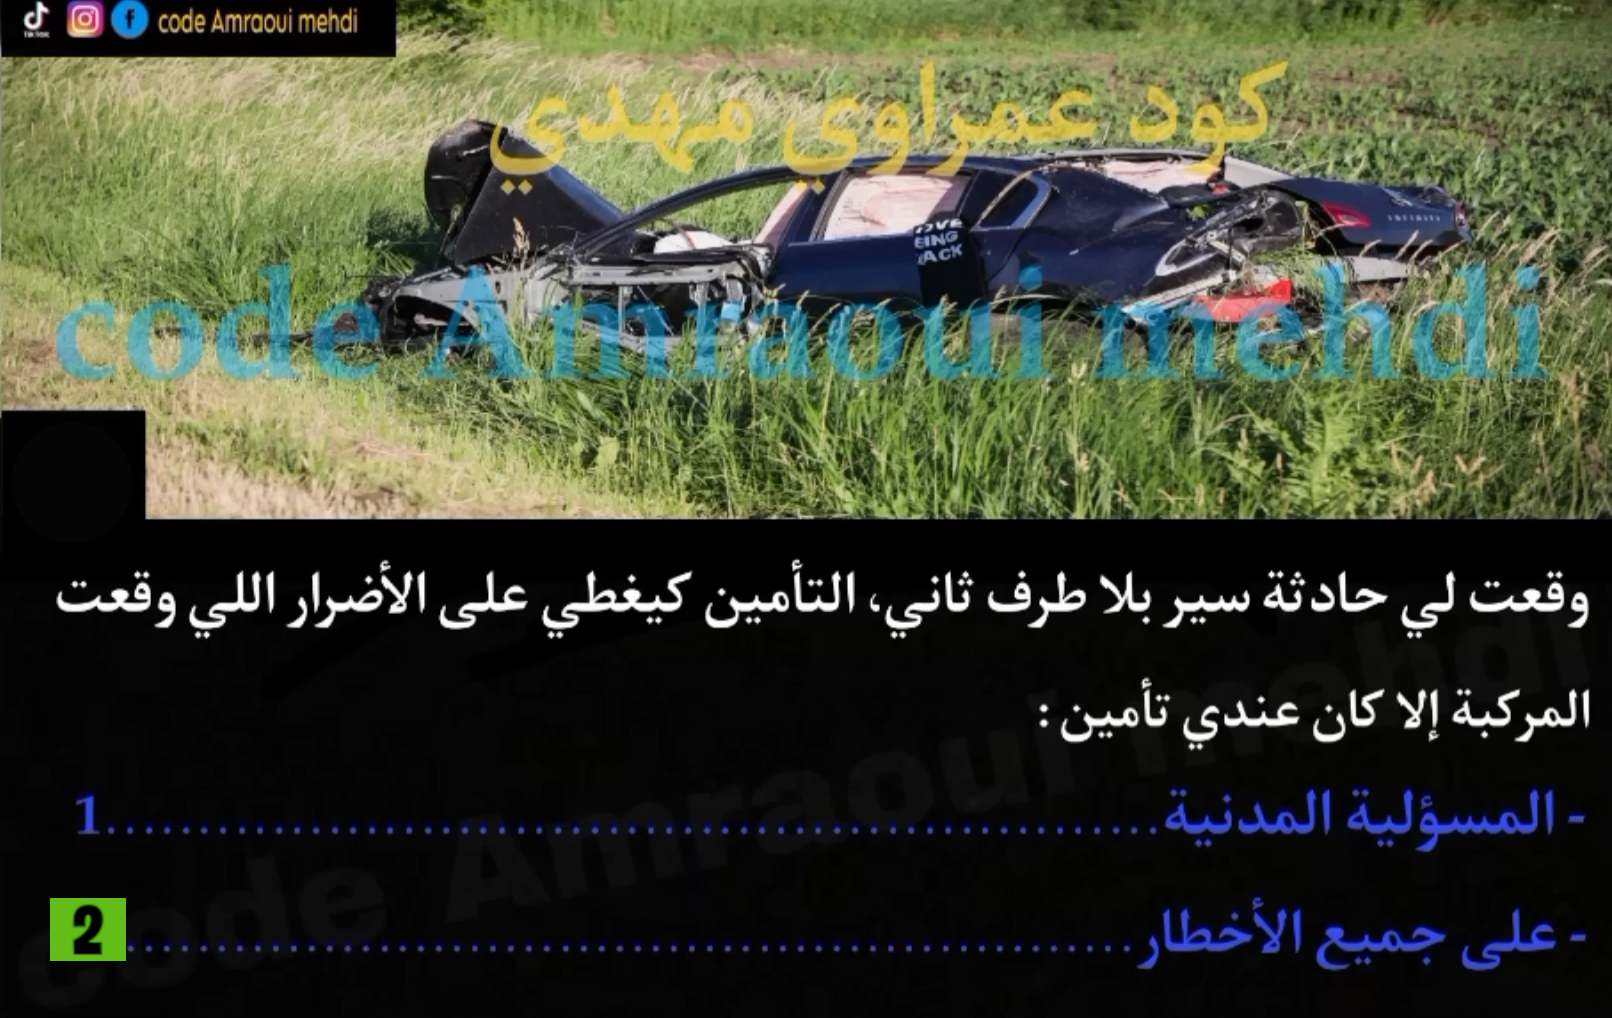 code Amraoui mehdi
كود عمراوي مهدي
INFINITI
code Amraoui mehdi
وقعت لي حادثة سير بلا طرف ثاني، التأمين كيغطي على الأضرار اللي وقعت
المركبة إلا كان عندي تأمين :
- المسؤلية المدنية.......................................................1
- على جميع الأخطار.......................................................2
code Amraoui mehdi